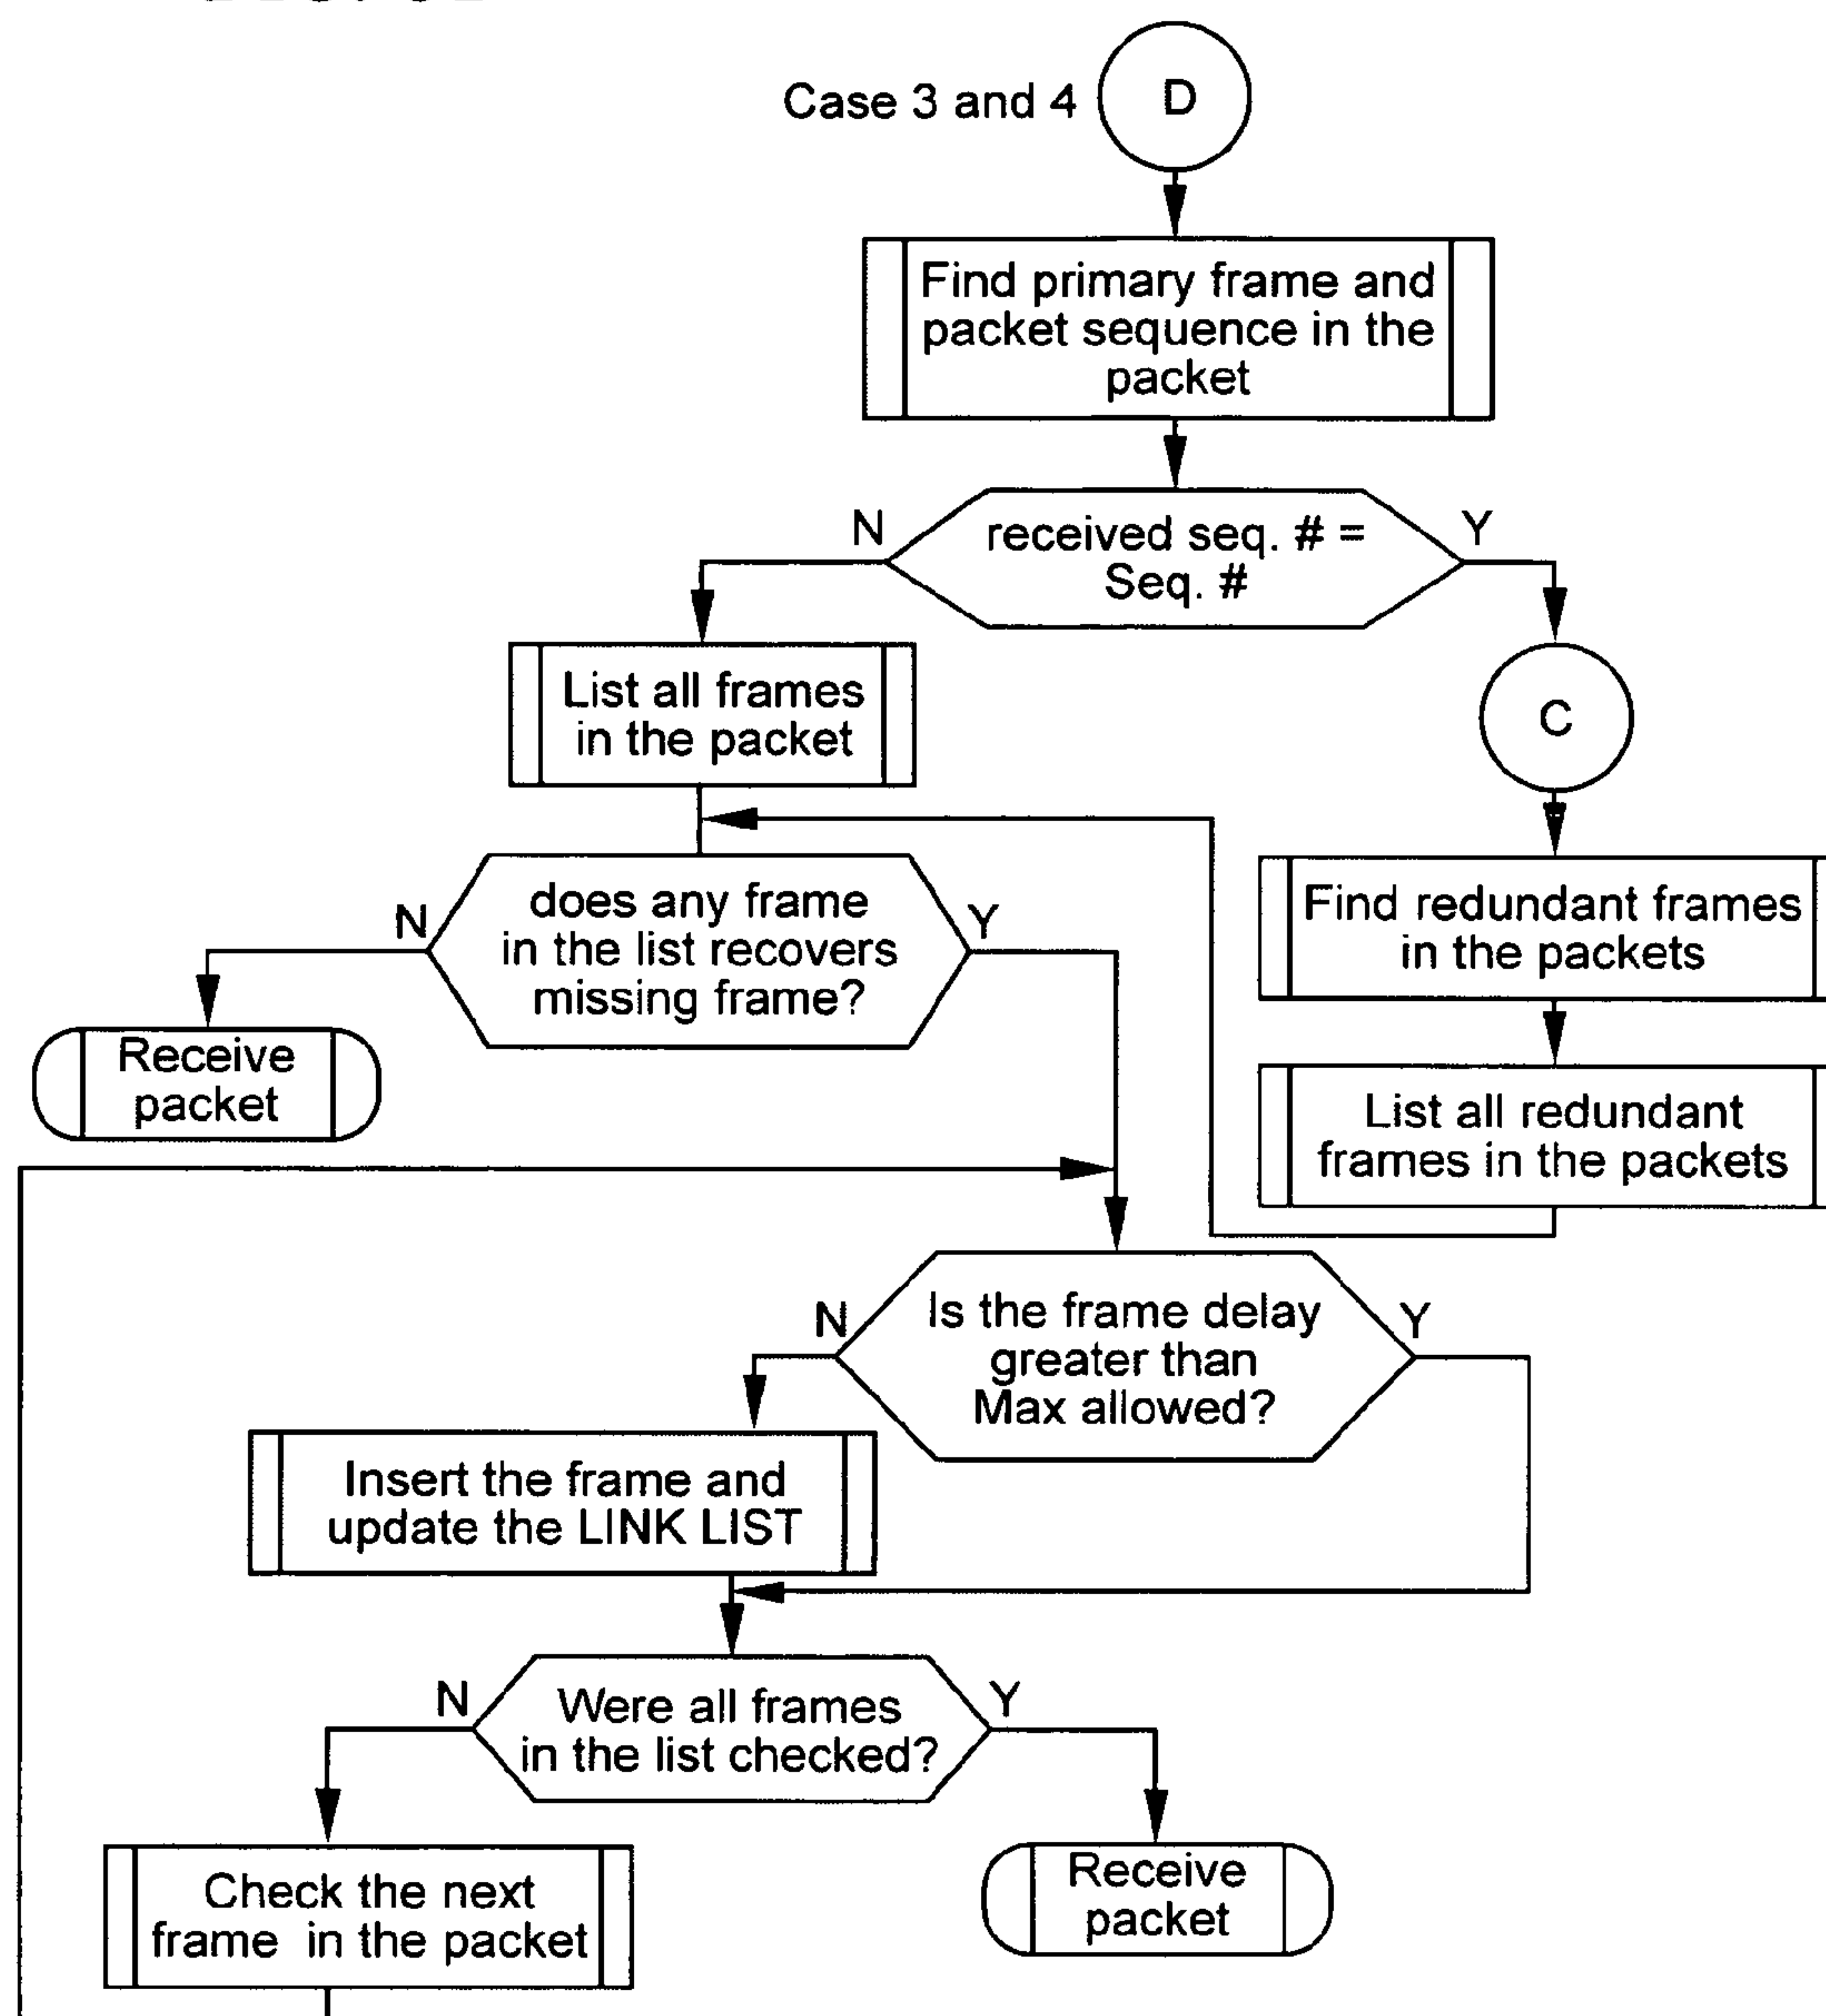 Case 3 and 4
D
Find primary frame and
packet sequence in the
packet
N
received seq. # =
Seq. #
Y
List all frames
in the packet
C
N
does any frame
in the list recovers
missing frame?
Y
Find redundant frames
in the packets
Receive
packet
List all redundant
frames in the packets
N
Is the frame delay
greater than
Max allowed?
Y
Insert the frame and
update the LINK LIST
N
Were all frames
in the list checked?
Y
Check the next
frame in the packet
Receive
packet